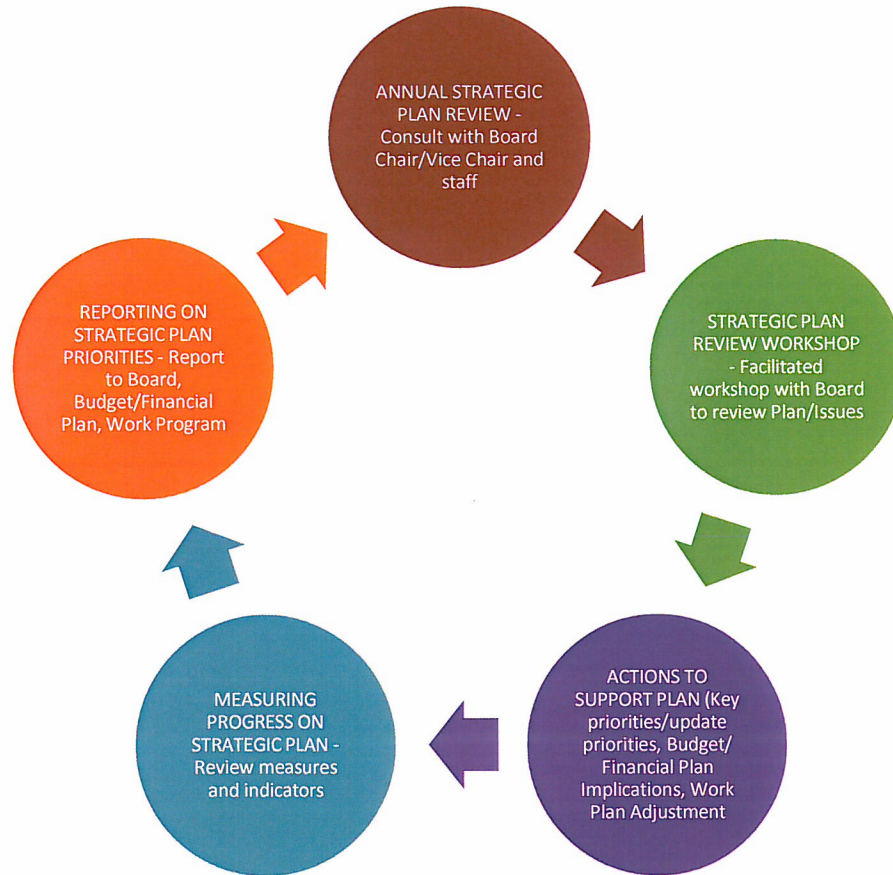 ANNUAL STRATEGIC
PLAN REVIEW -
Consult with Board
Chair/Vice Chair and
staff
STRATEGIC PLAN
REVIEW WORKSHOP
- Facilitated
workshop with Board
to review Plan/Issues
ACTIONS TO
SUPPORT PLAN (Key
priorities/update
priorities, Budget/
Financial Plan
Implications, Work
Plan Adjustment
MEASURING
PROGRESS ON
STRATEGIC PLAN -
Review measures
and indicators
REPORTING ON
STRATEGIC PLAN
PRIORITIES - Report
to Board,
Budget/Financial
Plan, Work Program